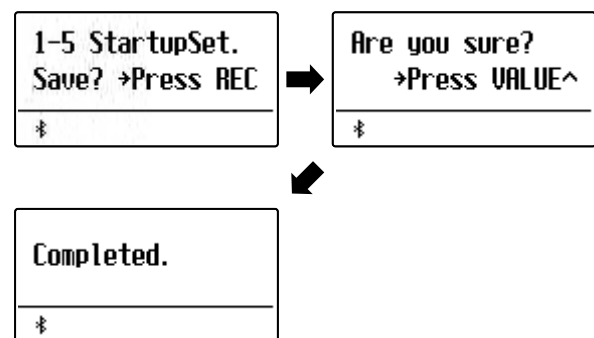 1-5 StartupSet.
Save? →Press REC
Are you sure?
→Press VALUE^
Completed.